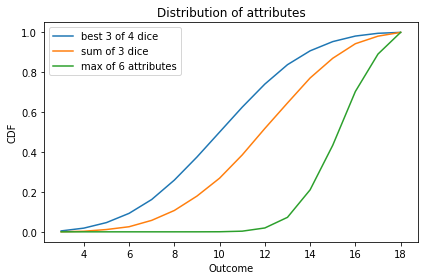 Distribution of attributes
best 3 of 4 dice
sum of 3 dice
max of 6 attributes
CDF
1.0
0.8
0.6
0.4
0.2
0.0
4 6 8 10 12 14 16 18
Outcome